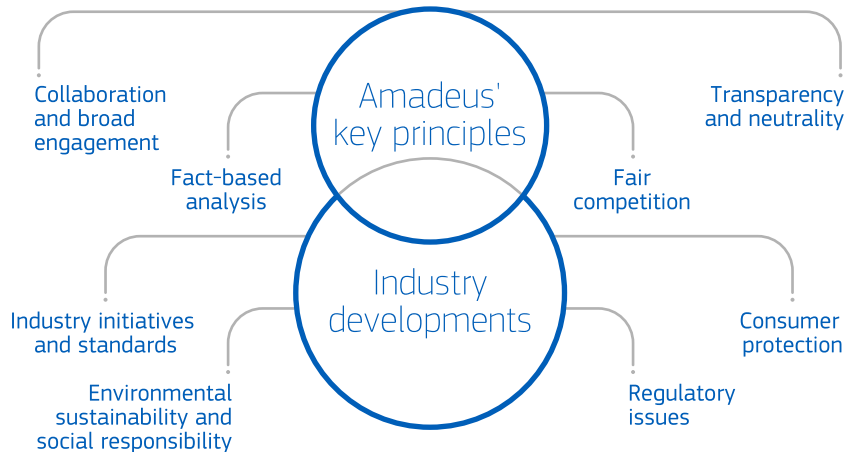 Amadeus'
key principles
Collaboration
and broad
engagement
Transparency
and neutrality
Fact-based
analysis
Fair
competition
Industry
developments
Industry initiatives
and standards
Consumer
protection
Environmental
sustainability and
social responsibility
Regulatory
issues